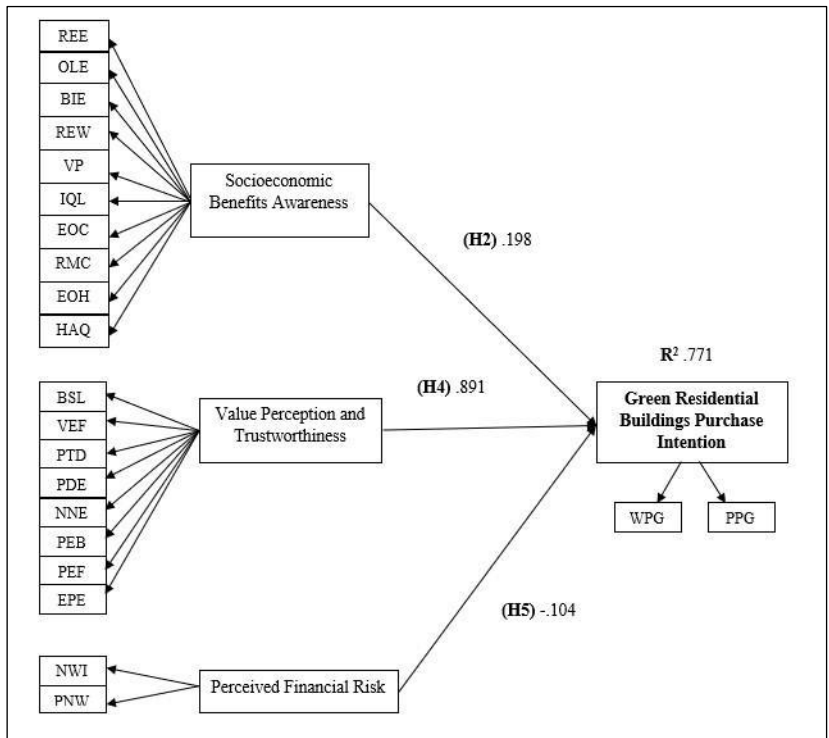 REE
OLE
BIE
REW
VP
IQL
EOC
RMC
EOH
HAQ
Socioeconomic
Benefits Awareness
(H2) .198
BSL
VEF
PTD
PDE
NNE
PEB
PEF
EPE
Value Perception and
Trustworthiness
(H4) .891
R² .771
Green Residential
Buildings Purchase
Intention
WPG
PPG
(H5) -.104
NWI
PNW
Perceived Financial Risk